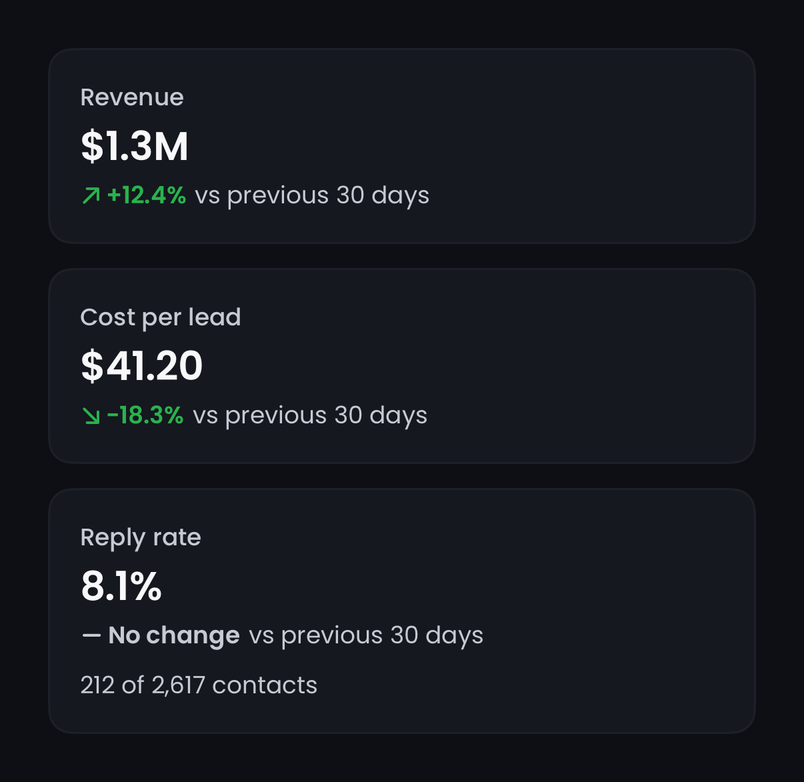 Revenue
$1.3M
↗ +12.4% vs previous 30 days
Cost per lead
$41.20
↘ −18.3% vs previous 30 days
Reply rate
8.1%
— No change vs previous 30 days
212 of 2,617 contacts